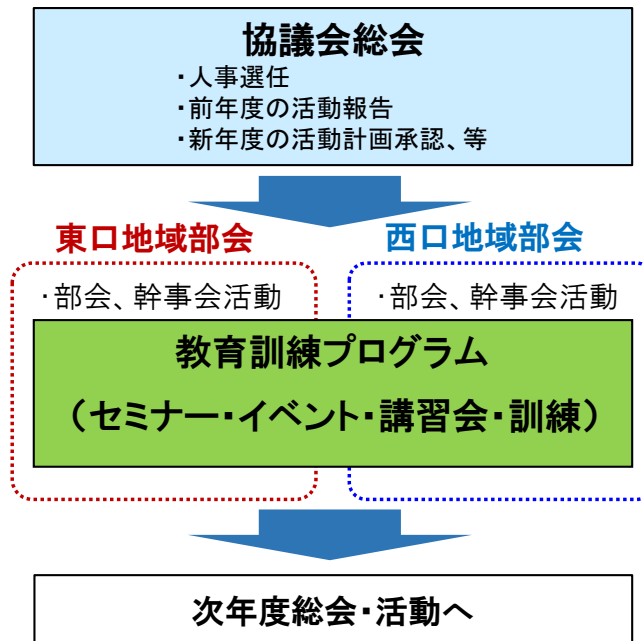 協議会総会
・人事選任
・前年度の活動報告
・新年度の活動計画承認、等
東口地域部会
西口地域部会
・部会、幹事会活動
・部会、幹事会活動
教育訓練プログラム
（セミナー・イベント・講習会・訓練）
次年度総会・活動へ